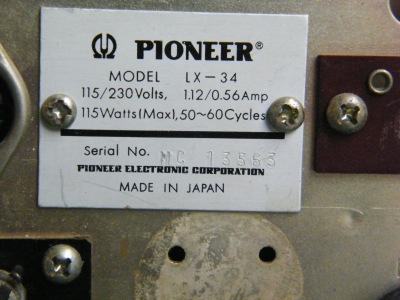 PIONEER®
MODEL LX-34
115/230Volts, 1.12/0.56Amp
115Watts(Max), 50~60Cycles
Serial No. MC 13563
PIONEER ELECTRONIC CORPORATION
MADE IN JAPAN